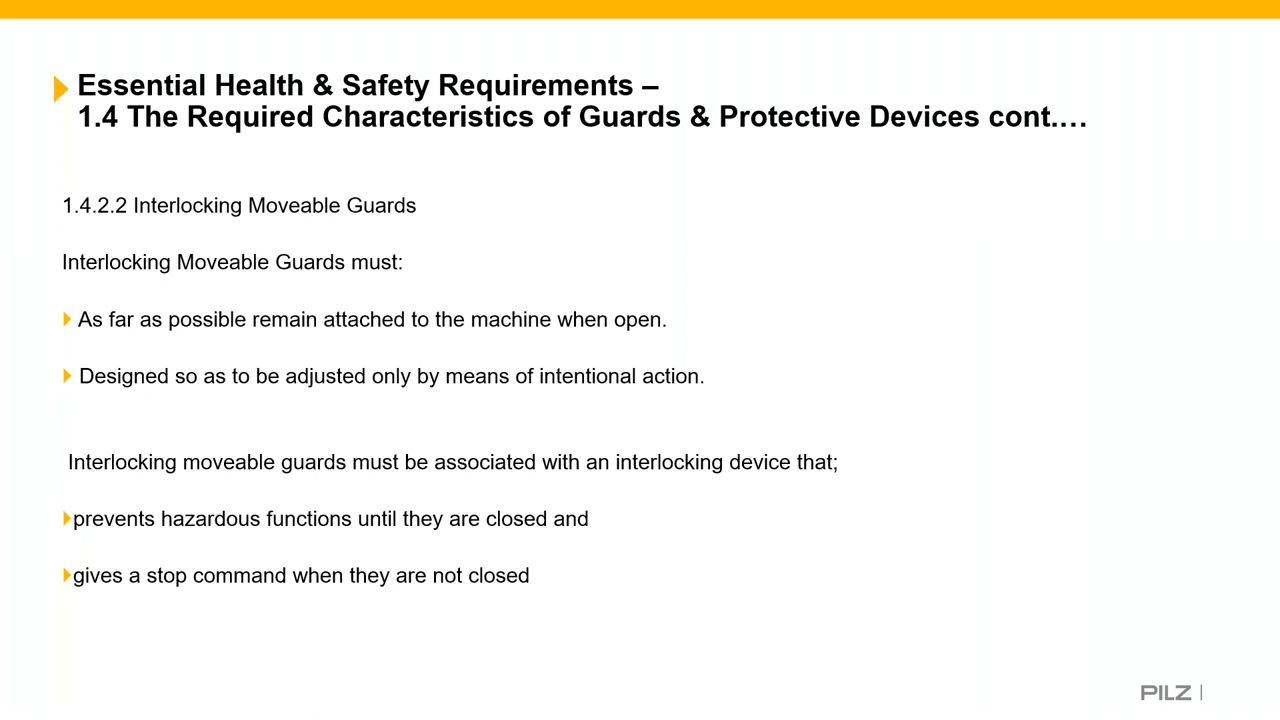 Essential Health & Safety Requirements –
1.4 The Required Characteristics of Guards & Protective Devices cont.…
1.4.2.2 Interlocking Moveable Guards
Interlocking Moveable Guards must:
As far as possible remain attached to the machine when open.
Designed so as to be adjusted only by means of intentional action.
Interlocking moveable guards must be associated with an interlocking device that;
prevents hazardous functions until they are closed and
gives a stop command when they are not closed
PILZ